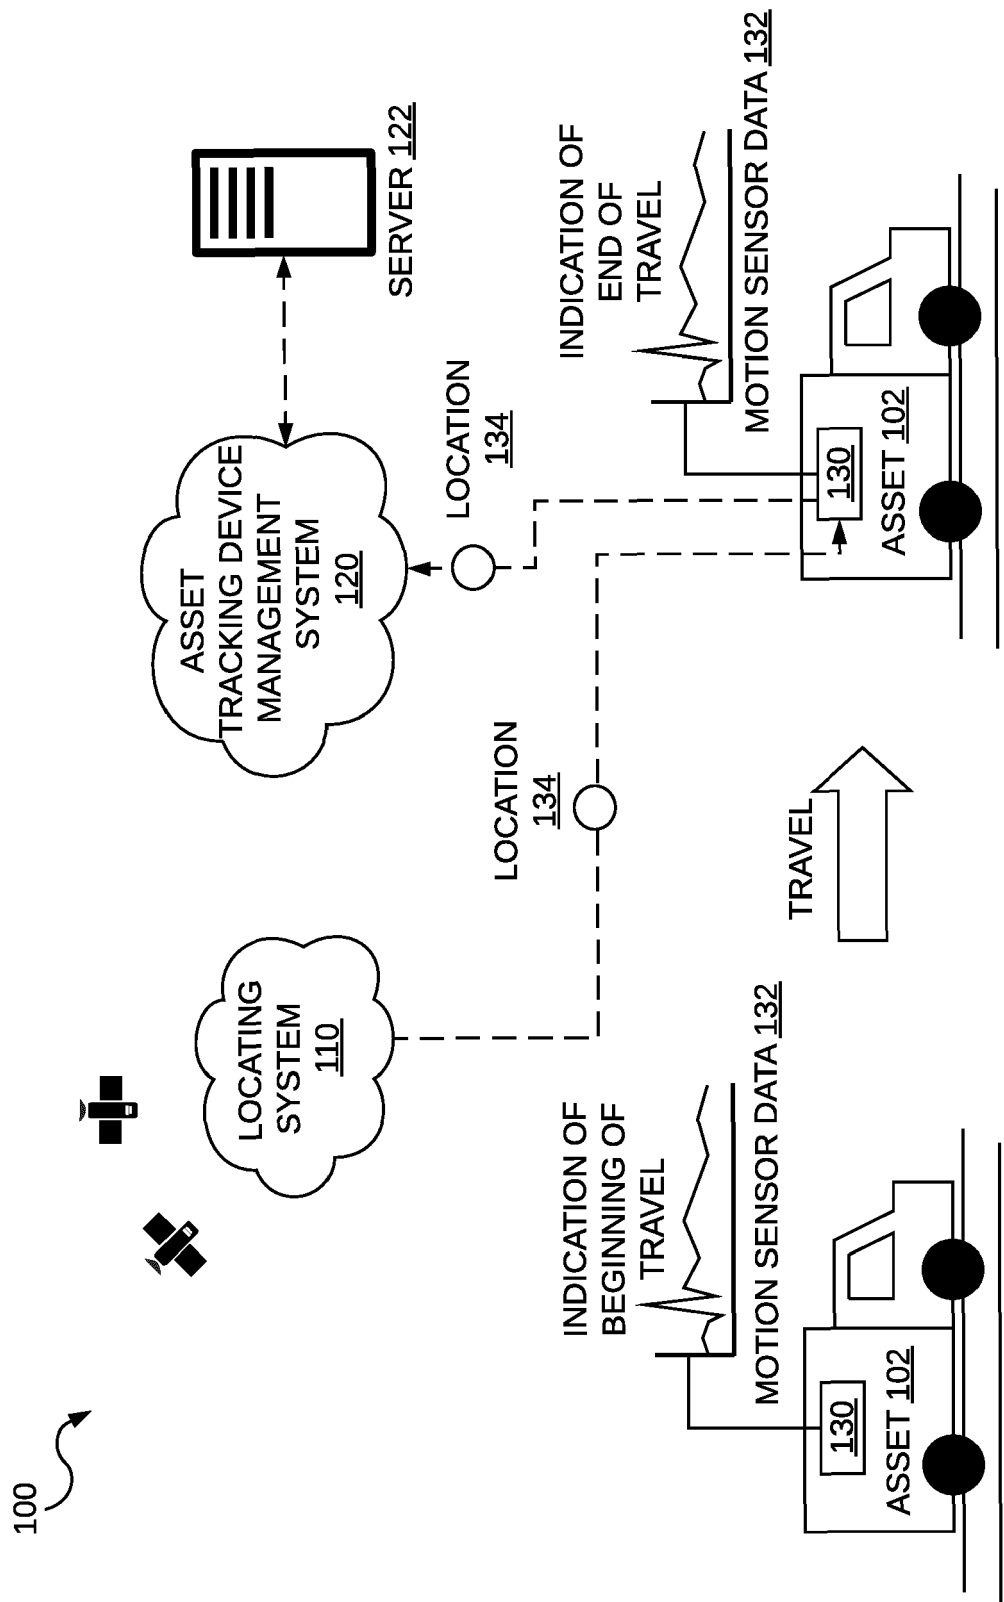 100
LOCATING
SYSTEM
110
ASSET
TRACKING DEVICE
MANAGEMENT
SYSTEM
120
SERVER 122
LOCATION
134
LOCATION
134
INDICATION OF
BEGINNING OF
TRAVEL
MOTION SENSOR DATA 132
130
ASSET 102
TRAVEL
INDICATION OF
END OF
TRAVEL
MOTION SENSOR DATA 132
130
ASSET 102